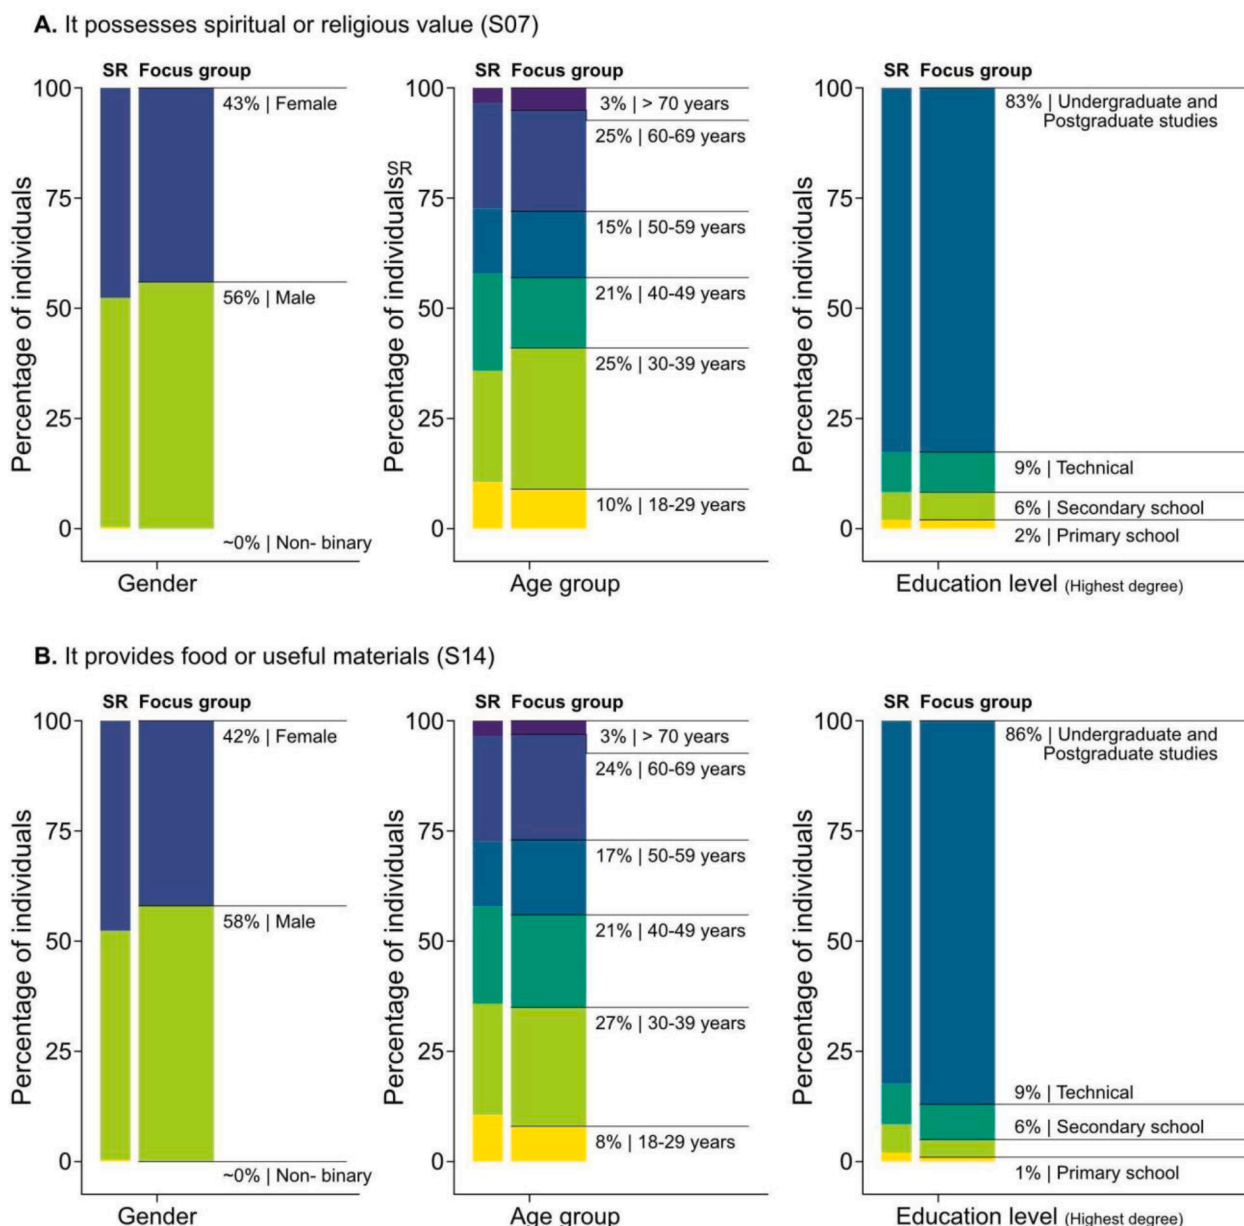 A. It possesses spiritual or religious value (S07)
SR Focus group
Percentage of individuals
100
75
50
25
0
43% | Female
56% | Male
~0% | Non- binary
Gender
SR Focus group
Percentage of individuals
SR
100
75
50
25
0
3% | > 70 years
25% | 60-69 years
15% | 50-59 years
21% | 40-49 years
25% | 30-39 years
10% | 18-29 years
Age group
SR Focus group
Percentage of individuals
100
75
50
25
0
83% | Undergraduate and
Postgraduate studies
9% | Technical
6% | Secondary school
2% | Primary school
Education level (Highest degree)
B. It provides food or useful materials (S14)
SR Focus group
Percentage of individuals
100
75
50
25
0
42% | Female
58% | Male
~0% | Non- binary
Gender
SR Focus group
Percentage of individuals
100
75
50
25
0
3% | > 70 years
24% | 60-69 years
17% | 50-59 years
21% | 40-49 years
27% | 30-39 years
8% | 18-29 years
Age group
SR Focus group
Percentage of individuals
100
75
50
25
0
86% | Undergraduate and
Postgraduate studies
9% | Technical
6% | Secondary school
1% | Primary school
Education level (Highest degree)